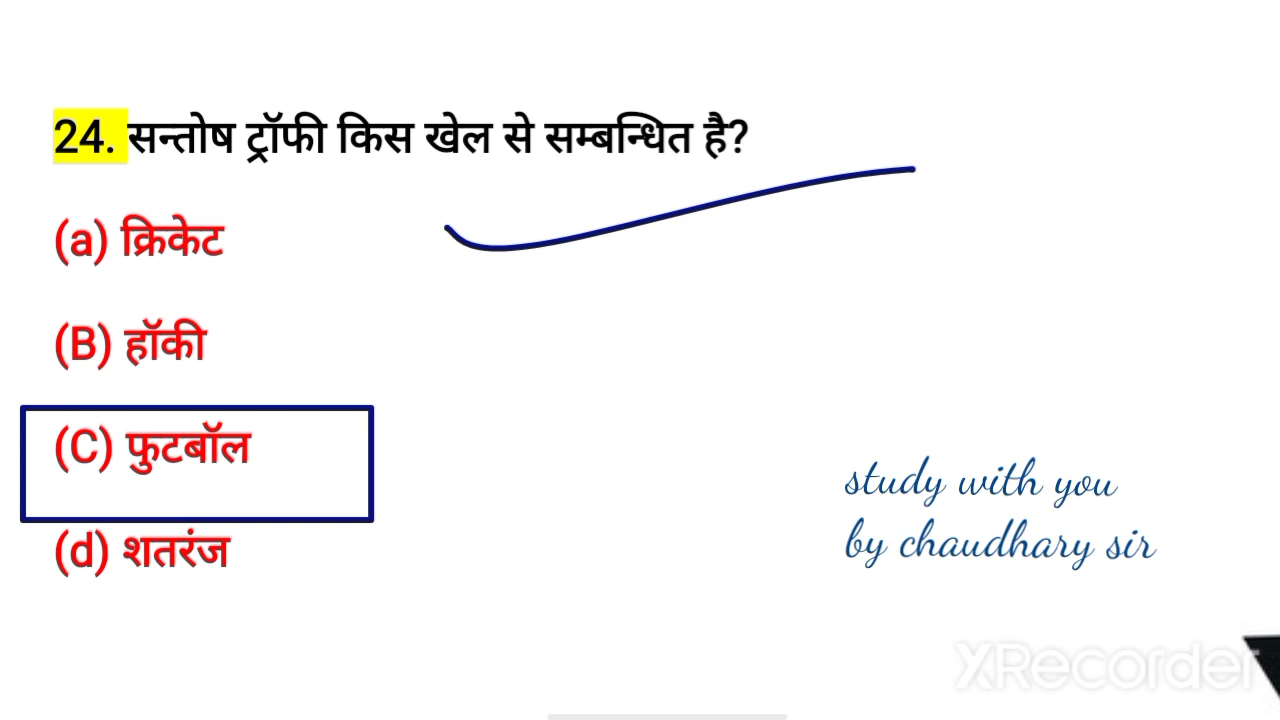 24. सन्तोष ट्रॉफी किस खेल से सम्बन्धित है?
(a) क्रिकेट
(B) हॉकी
(C) फुटबॉल
(d) शतरंज
study with you
by chaudhary sir
XRecorder